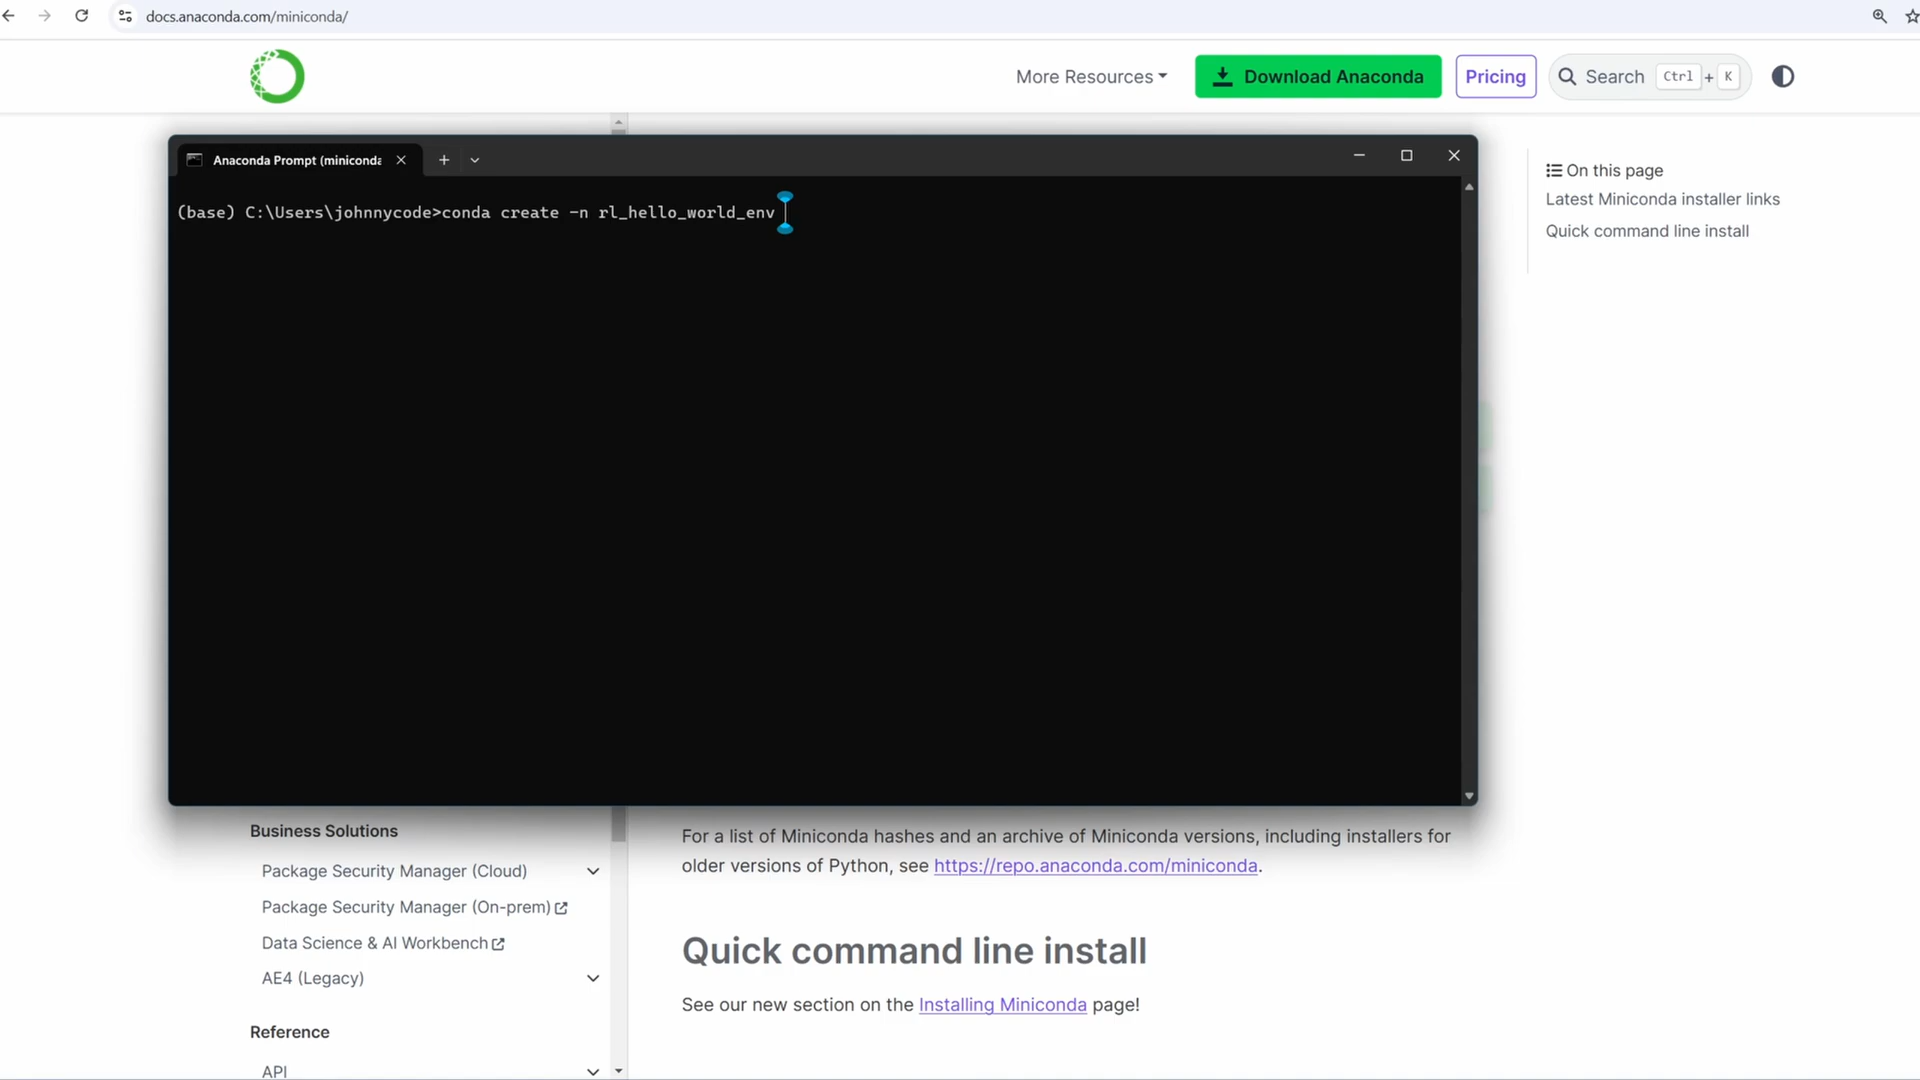 docs.anaconda.com/miniconda/
More Resources
Download Anaconda
Pricing
Search Ctrl + K
Anaconda Prompt (miniconda
(base) C:\Users\johnnycode>conda create -n rl_hello_world_env
On this page
Latest Miniconda installer links
Quick command line install
Business Solutions
Package Security Manager (Cloud)
Package Security Manager (On-prem)
Data Science & AI Workbench
AE4 (Legacy)
Reference
API
For a list of Miniconda hashes and an archive of Miniconda versions, including installers for
older versions of Python, see https://repo.anaconda.com/miniconda.
Quick command line install
See our new section on the Installing Miniconda page!